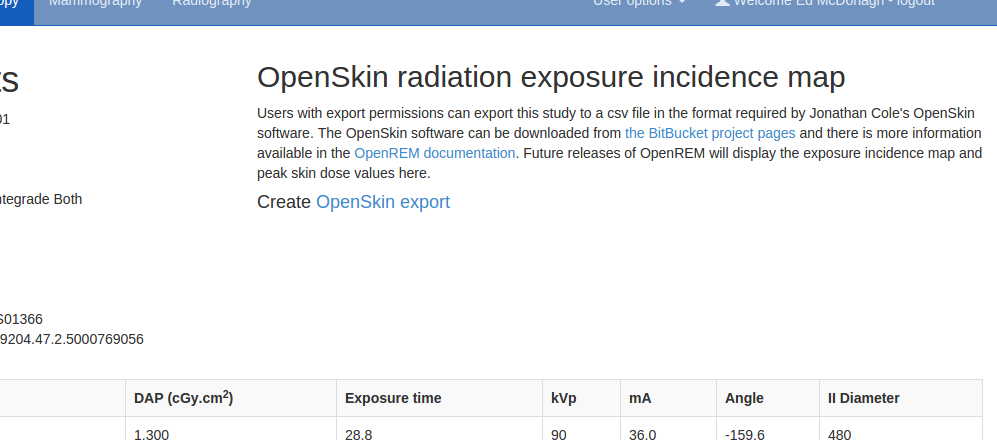 Mammography Radiography User options Welcome Ed McDonagh - logout
OpenSkin radiation exposure incidence map
Users with export permissions can export this study to a csv file in the format required by Jonathan Cole's OpenSkin
software. The OpenSkin software can be downloaded from the BitBucket project pages and there is more information
available in the OpenREM documentation. Future releases of OpenREM will display the exposure incidence map and
peak skin dose values here.
Create OpenSkin export
01
ntegrade Both
S01366
9204.47.2.5000769056
DAP (cGy.cm²) Exposure time kVp mA Angle II Diameter
1.300 28.8 90 36.0 -159.6 480